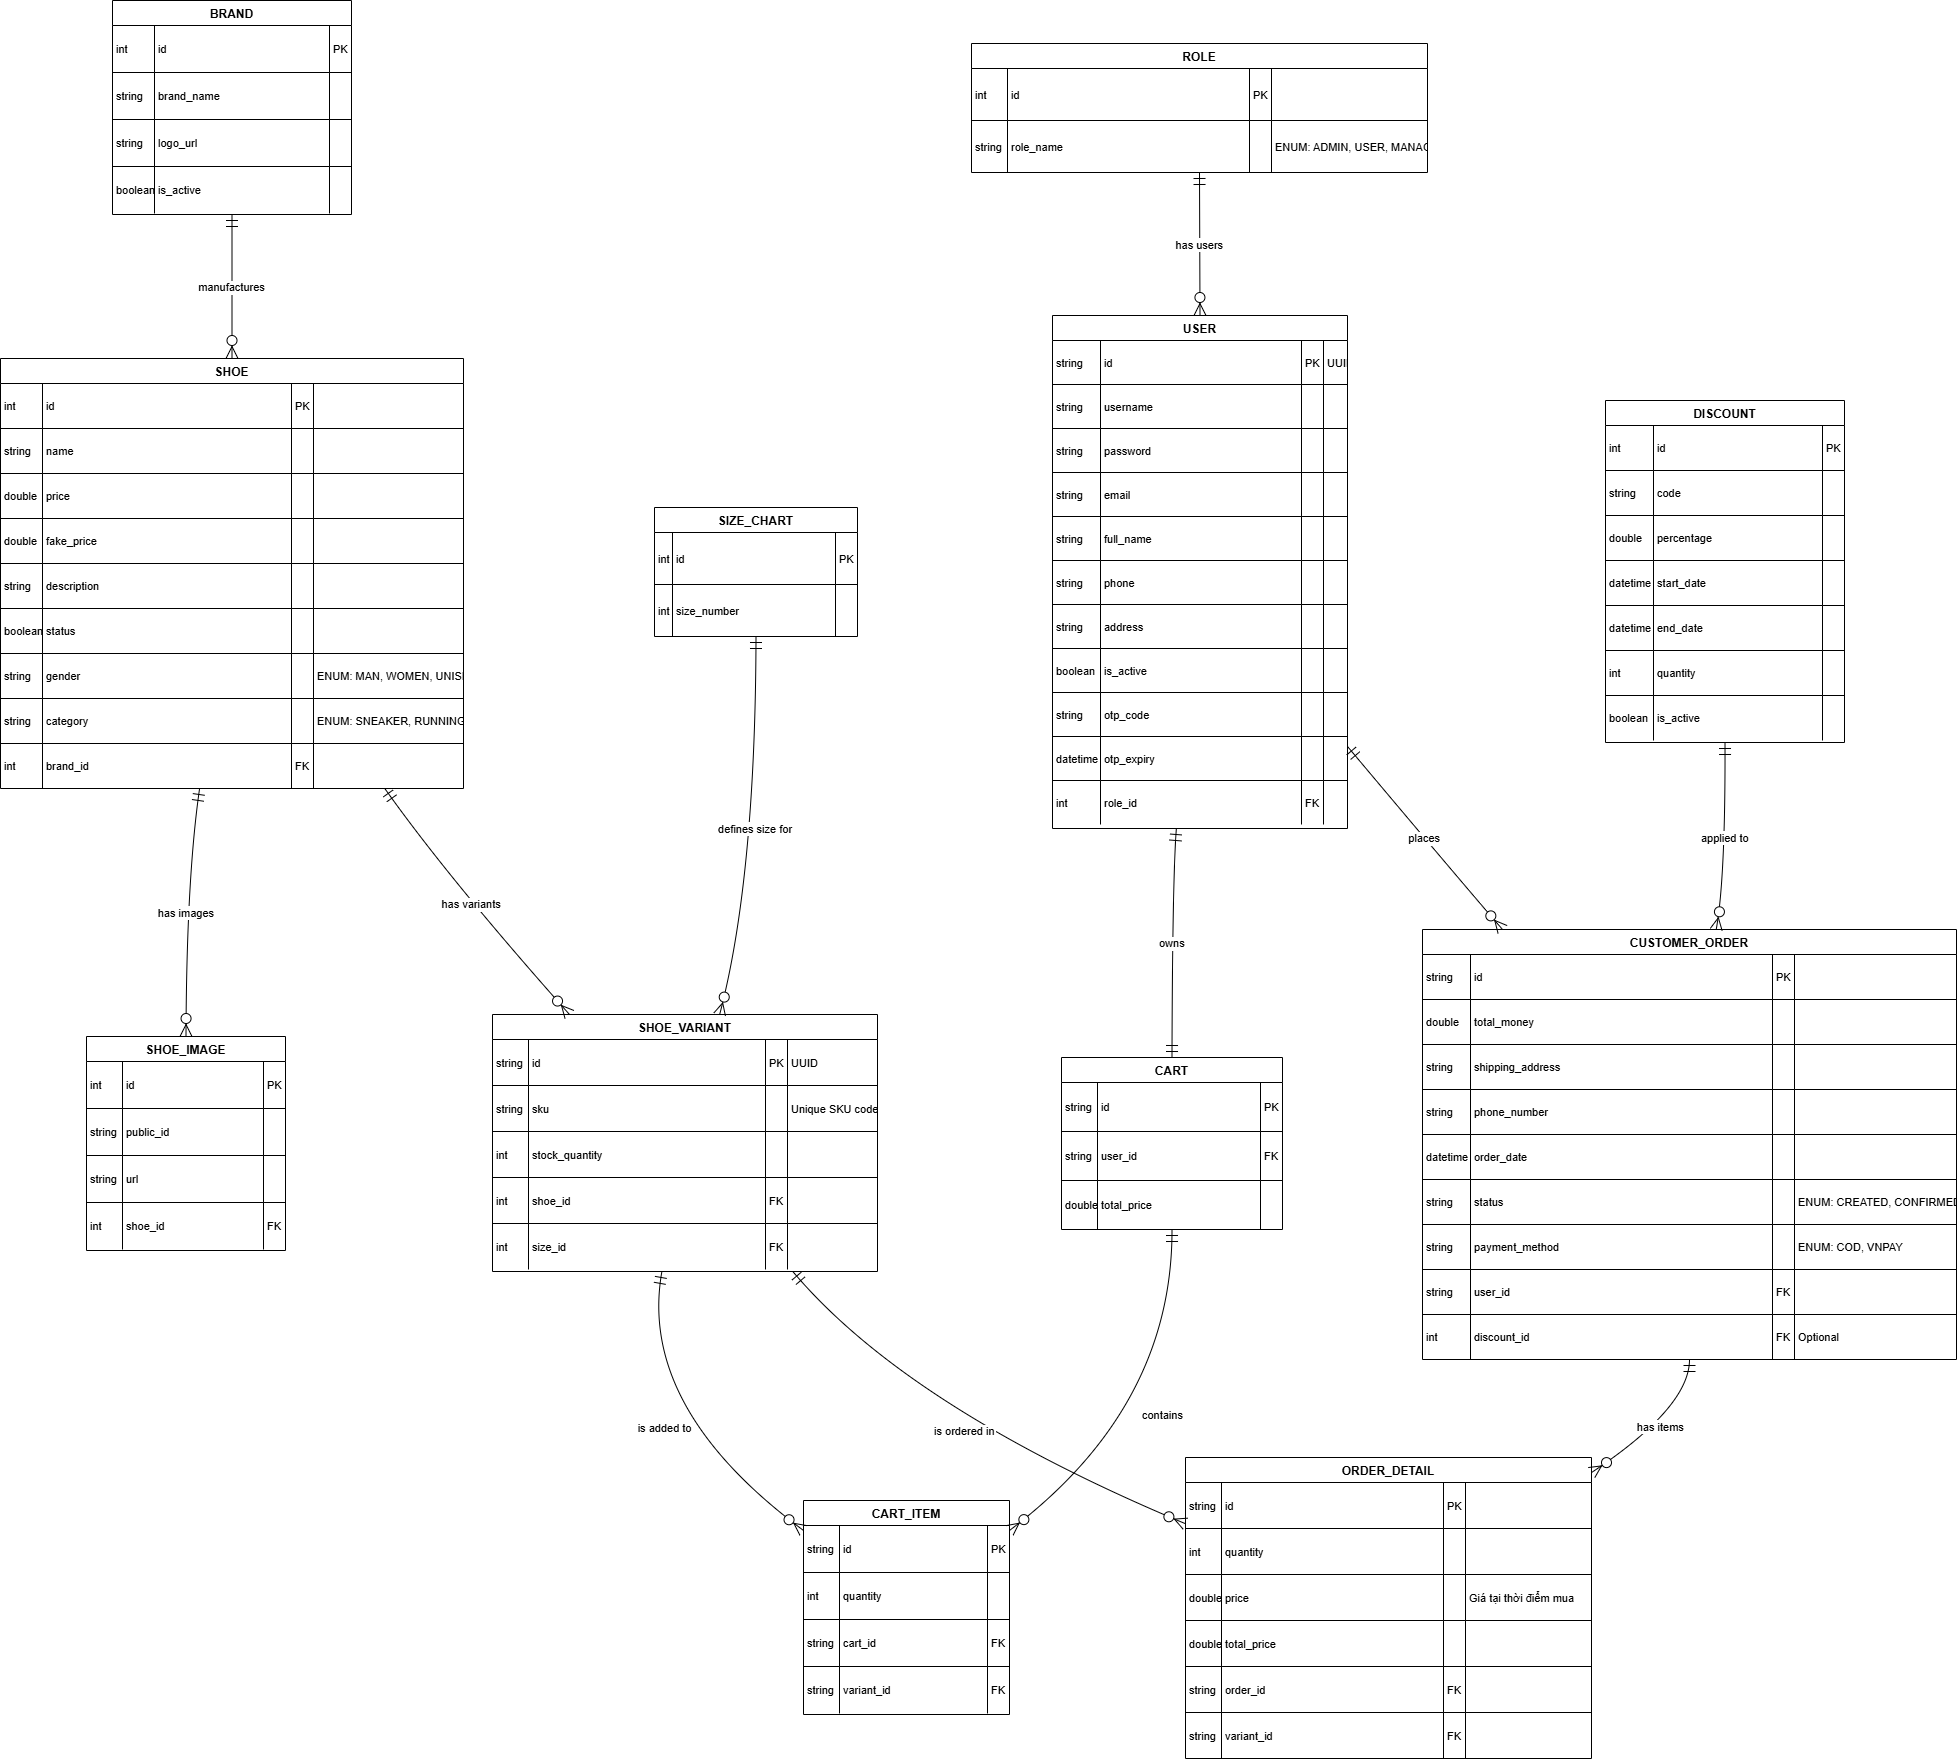 BRAND
int id PK
string brand_name
string logo_url
boolean is_active
manufactures
SHOE
int id PK
string name
double price
double fake_price
string description
boolean status
string gender ENUM: MAN, WOMEN,
string category ENUM: SNEAKER, RUNNING
int brand_id FK
has images
has variants
SHOE_IMAGE
int id PK
string public_id
string url
int shoe_id FK
SIZE_CHART
int id PK
int size_number
defines size for
SHOE_VARIANT
string id PK UUID
string sku Unique SKU code
int stock_quantity
int shoe_id FK
int size_id FK
is added to
is ordered in
ROLE
int id PK
string role_name ENUM: ADMIN, USER,
has users
USER
string id PK
string username
string password
string email
string full_name
string phone
string address
boolean is_active
string otp_code
datetime otp_expiry
int role_id FK
owns
places
CART
string id PK
string user_id FK
double total_price
contains
CART_ITEM
string id PK
int quantity
string cart_id FK
string variant_id FK
DISCOUNT
int id PK
string code
double percentage
datetime start_date
datetime end_date
int quantity
boolean is_active
applied to
CUSTOMER_ORDER
string id PK
double total_money
string shipping_address
string phone_number
datetime order_date
string status ENUM: CREATED,
string payment_method ENUM: COD, VNPAY
string user_id FK
int discount_id FK Optional
has items
ORDER_DETAIL
string id PK
int quantity
double price Giá tại thời điểm mua
double total_price
string order_id FK
string variant_id FK